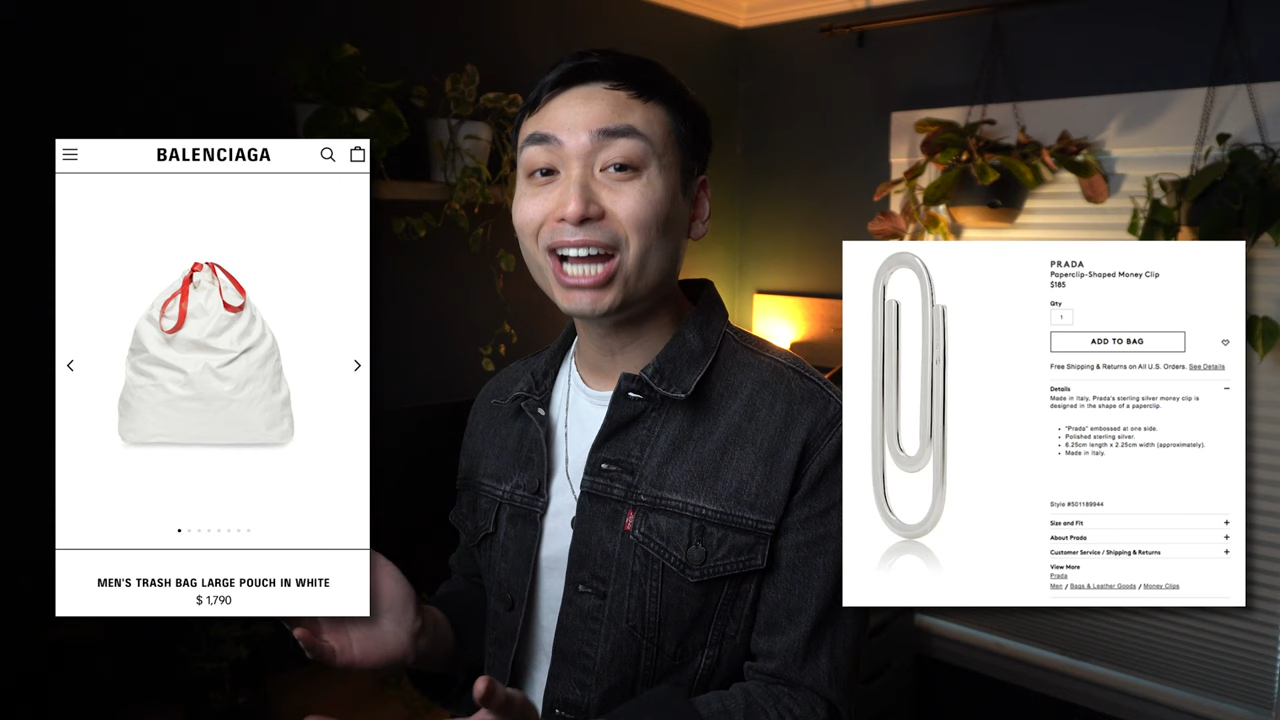 BALENCIAGA
MEN'S TRASH BAG LARGE POUCH IN WHITE
$ 1,790
PRADA
Paperclip-Shaped Money Clip
$185
Qty
1
ADD TO BAG
Free Shipping & Returns on All U.S. Orders. See Details
Details
Made in Italy, Prada's sterling silver money clip is
designed in the shape of a paperclip.
• "Prada" embossed at one side.
• Polished sterling silver.
• 6.25cm length x 2.25cm width (approximately).
• Made in Italy.
Style #501189944
Size and Fit
About Prada
Customer Service / Shipping & Returns
View More
Prada
Men / Bags & Leather Goods / Money Clips